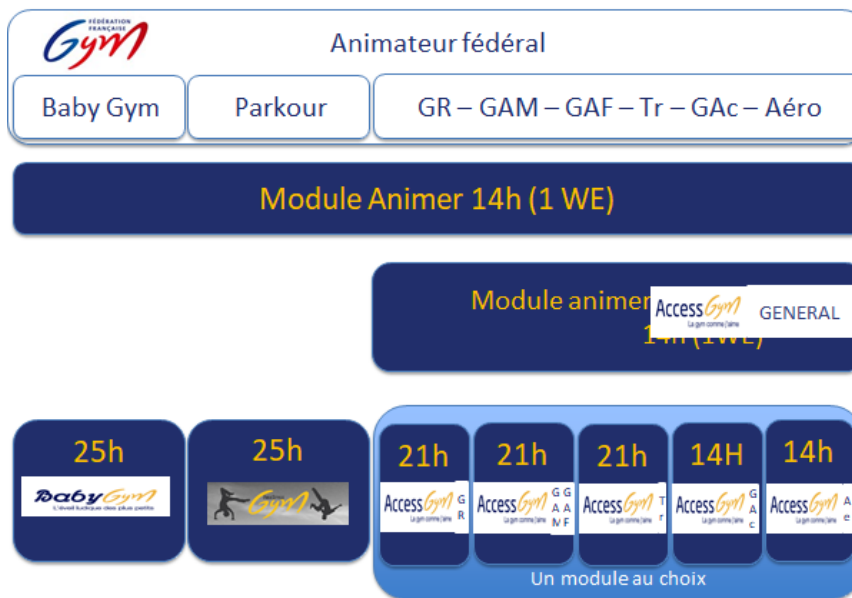 FÉDÉRATION
FRANÇAISE
Gym
Animateur fédéral
Baby Gym
Parkour
GR – GAM – GAF – Tr – GAc – Aéro
Module Animer 14h (1 WE)
Module animer
AccessGym
La gym comme j'aime
GENERAL
14h (1WE)
25h
BabyGym
L'éveil ludique des plus petits
25h
Gym
21h
AccessGym
La gym comme j'aime
GR
21h
AccessGym
La gym comme j'aime
GAM
GAF
21h
AccessGym
La gym comme j'aime
Tr
14H
AccessGym
La gym comme j'aime
GAc
14h
AccessGym
La gym comme j'aime
Ae
Un module au choix